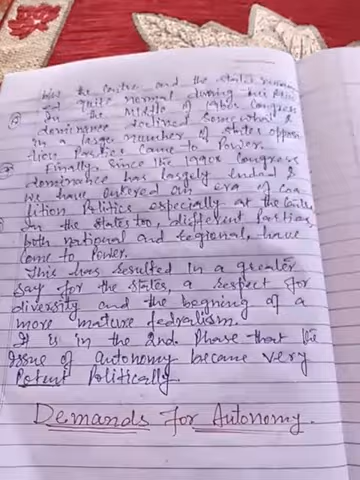 b/w the centre and the states remain
ed quite normal during this period
In the Middle of 1960s Congress
dominance declined somewhat &
in a large number of states oppos
ition Parties came to Power.
Finally, since the 1990s Congress
dominance has largely ended &
we have entered an era of coa
lition Politics especially at the Centre
In the states too, different Parties,
both national and regional, have
come to Power.
This has resulted in a greater
say for the states, a respect for
diversity and the begning of a
more mature federalism.
It is in the 2nd. Phase that the
issue of autonomy became very
Potent Politically.
Demands for Autonomy.